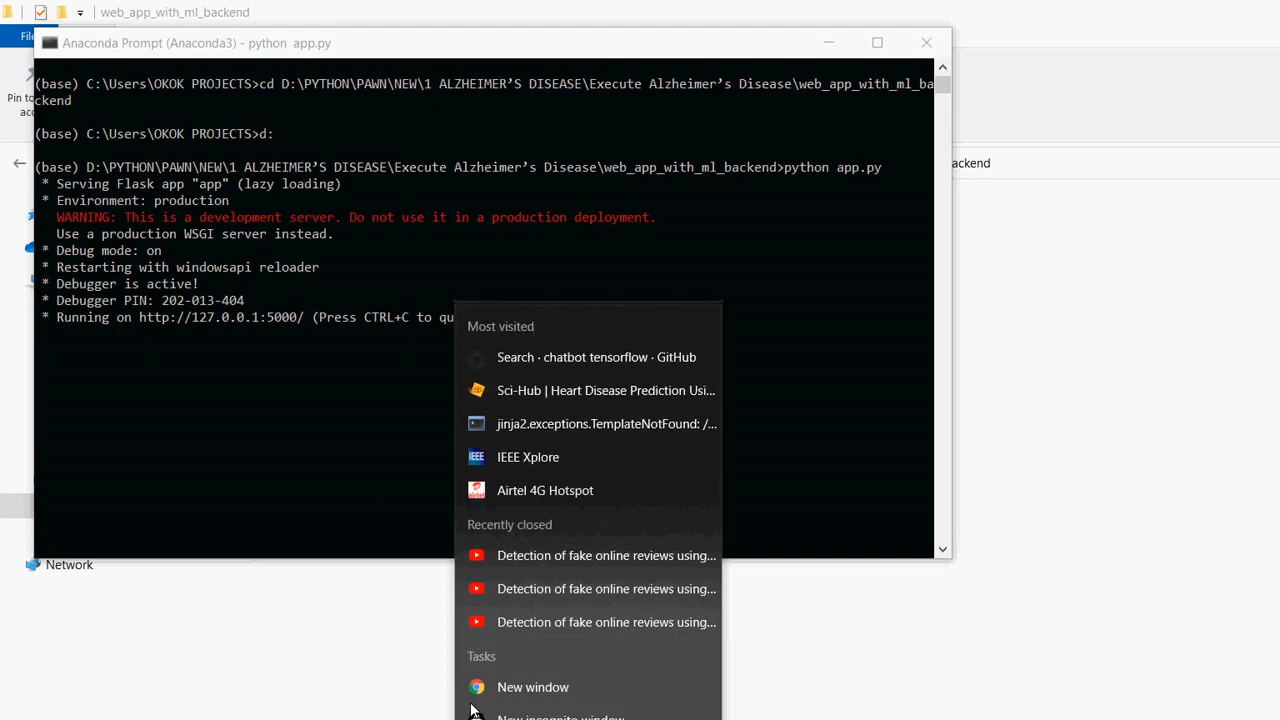 web_app_with_ml_backend
Anaconda Prompt (Anaconda3) - python  app.py
(base) C:\Users\OKOK PROJECTS>cd D:\PYTHON\PAWN\NEW\1 ALZHEIMER’S DISEASE\Execute Alzheimer’s Disease\web_app_with_ml_ba
ckend
(base) C:\Users\OKOK PROJECTS>d:
(base) D:\PYTHON\PAWN\NEW\1 ALZHEIMER’S DISEASE\Execute Alzheimer’s Disease\web_app_with_ml_backend>python app.py
* Serving Flask app "app" (lazy loading)
* Environment: production
WARNING: This is a development server. Do not use it in a production deployment.
Use a production WSGI server instead.
* Debug mode: on
* Restarting with windowsapi reloader
* Debugger is active!
* Debugger PIN: 202-013-404
* Running on http://127.0.0.1:5000/ (Press CTRL+C to qu
Fil
Pin to
acc
ackend
Network
Most visited
Search · chatbot tensorflow · GitHub
Sci-Hub | Heart Disease Prediction Usi...
jinja2.exceptions.TemplateNotFound: /...
IEEE Xplore
Airtel 4G Hotspot
Recently closed
Detection of fake online reviews using...
Detection of fake online reviews using...
Detection of fake online reviews using...
Tasks
New window
New incognito window